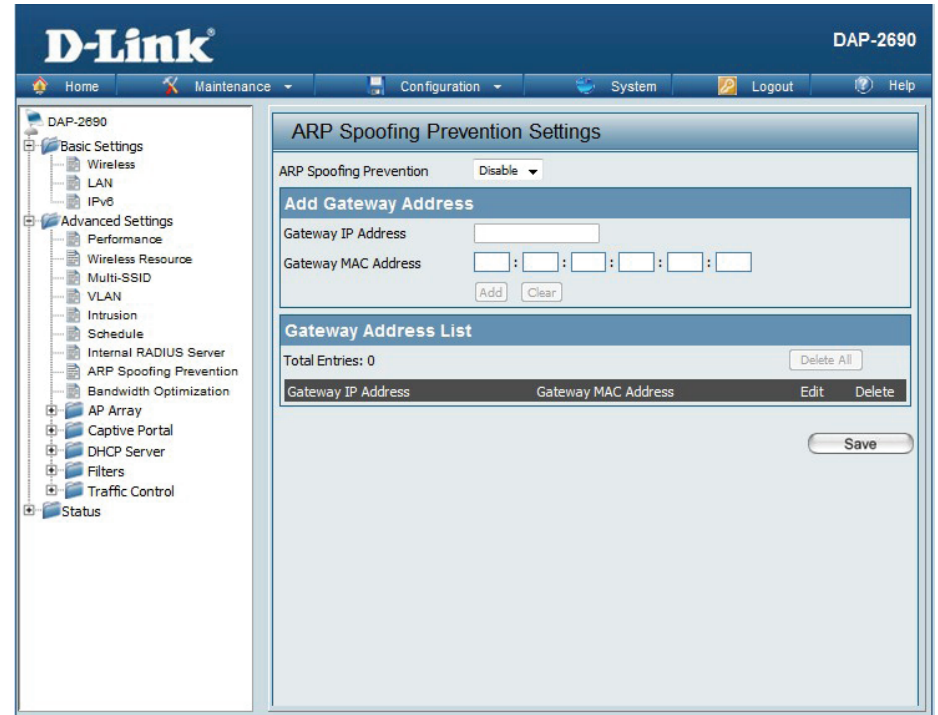 D-Link
DAP-2690
Home Maintenance Configuration System Logout Help
DAP-2690
Basic Settings
Wireless
LAN
IPv6
Advanced Settings
Performance
Wireless Resource
Multi-SSID
VLAN
Intrusion
Schedule
Internal RADIUS Server
ARP Spoofing Prevention
Bandwidth Optimization
AP Array
Captive Portal
DHCP Server
Filters
Traffic Control
Status
ARP Spoofing Prevention Settings
ARP Spoofing Prevention Disable
Add Gateway Address
Gateway IP Address
Gateway MAC Address : : : : :
Add Clear
Gateway Address List
Total Entries: 0 Delete All
Gateway IP Address Gateway MAC Address Edit Delete
Save